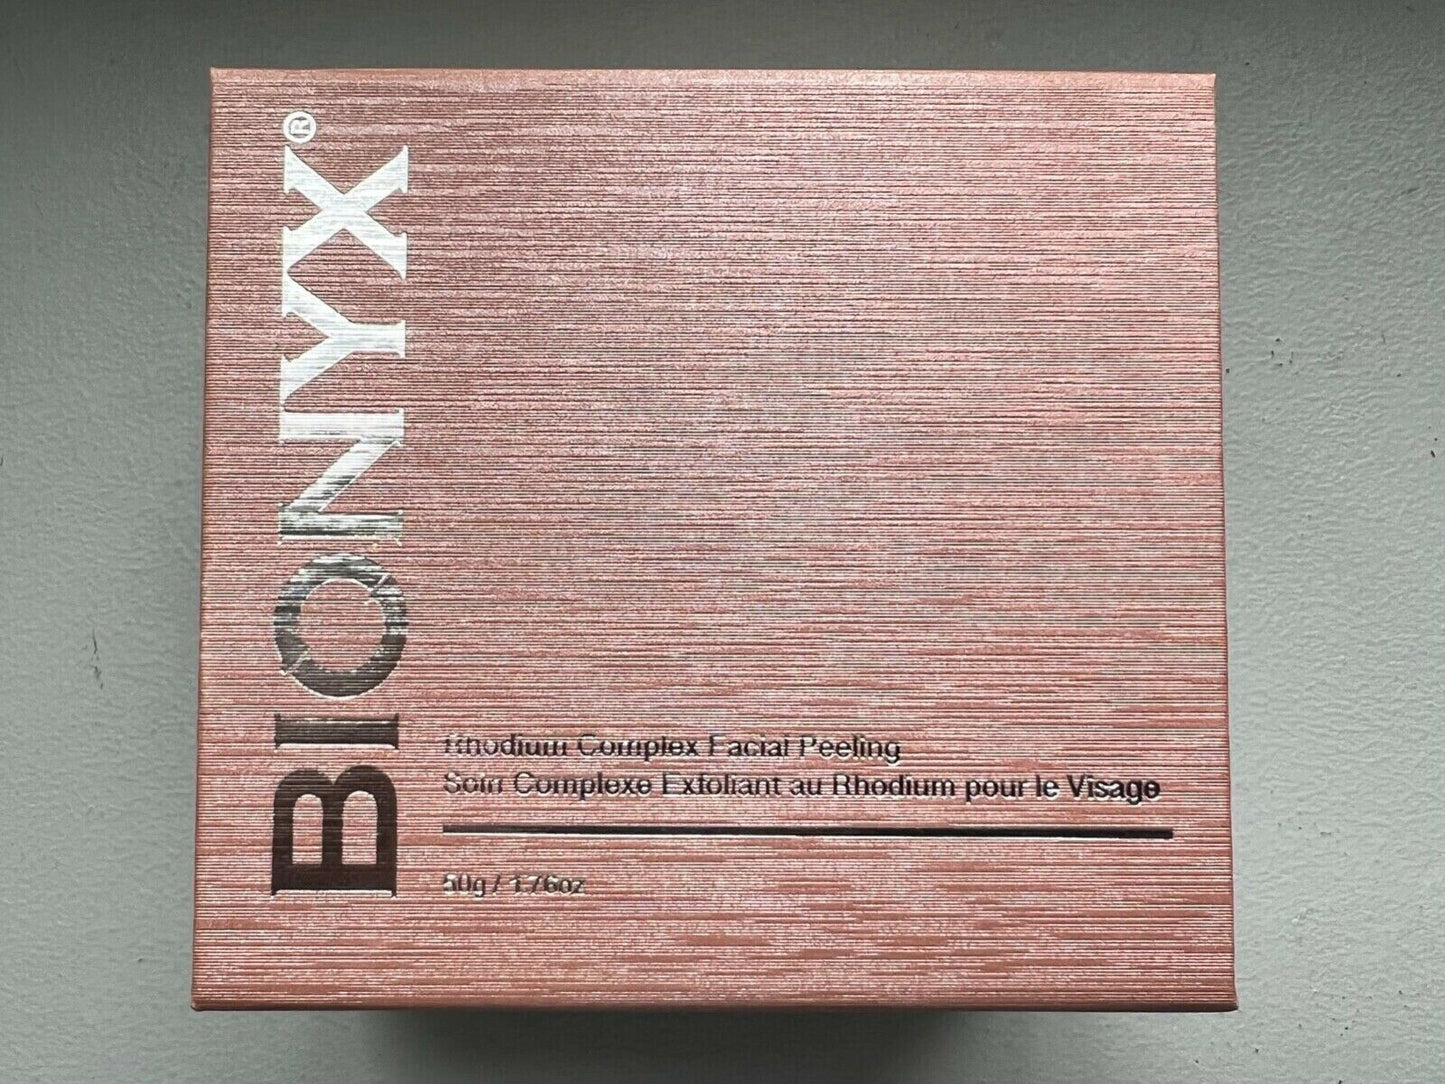 BIONYX®
Rhodium Complex Facial Peeling
Soin Complexe Exfoliant au Rhodium pour le Visage
50g / 1.76oz